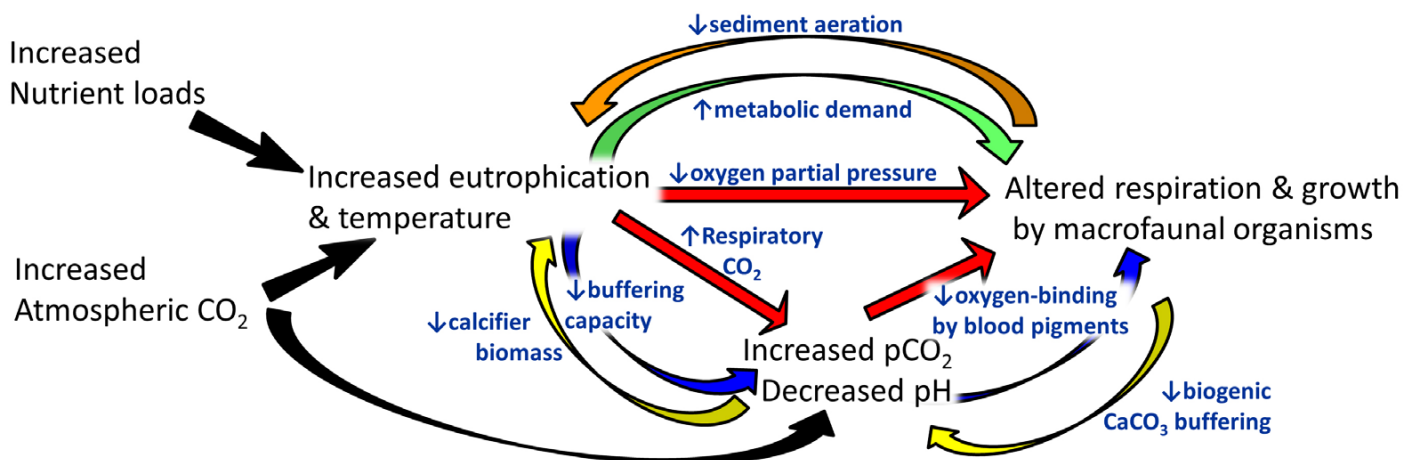 Increased
Nutrient loads
↓sediment aeration
↑metabolic demand
↓oxygen partial pressure
Increased eutrophication
& temperature
Altered respiration & growth
by macrofaunal organisms
↑Respiratory
CO₂
Increased
Atmospheric CO₂
↓buffering
capacity
↓calcifier
biomass
↓oxygen-binding
by blood pigments
Increased pCO₂
Decreased pH
↓biogenic
CaCO₃ buffering